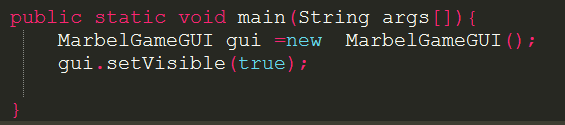 public static void main(String args[]){
MarbelGameGUI gui =new  MarbelGameGUI();
gui.setVisible(true);
}